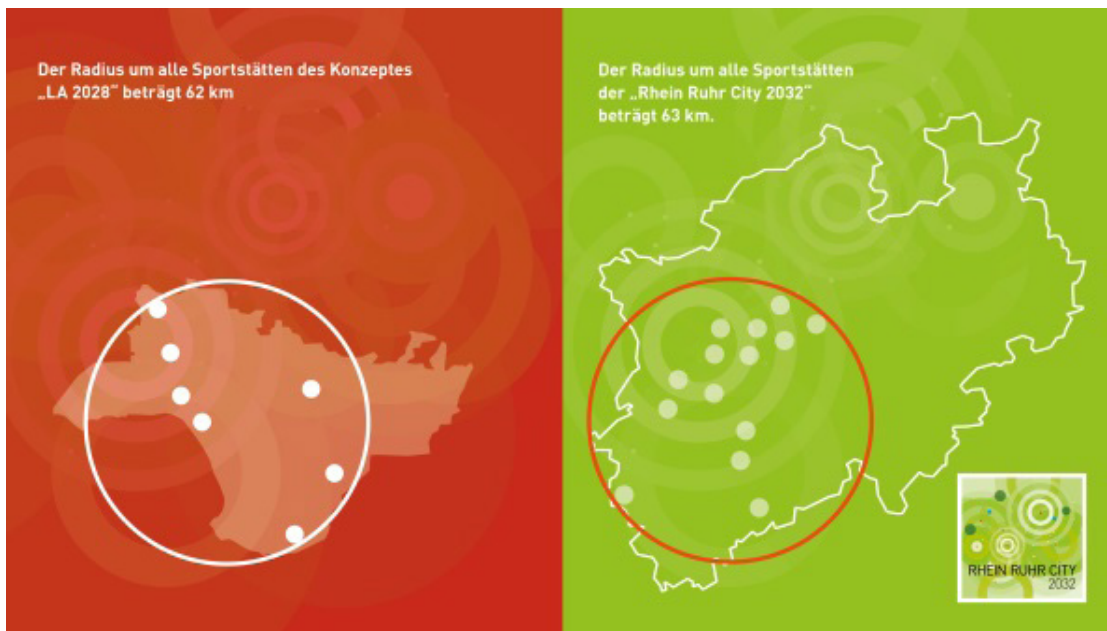 Der Radius um alle Sportstätten des Konzeptes
„LA 2028“ beträgt 62 km
Der Radius um alle Sportstätten
der „Rhein Ruhr City 2032“
beträgt 63 km.
RHEIN RUHR CITY
2032